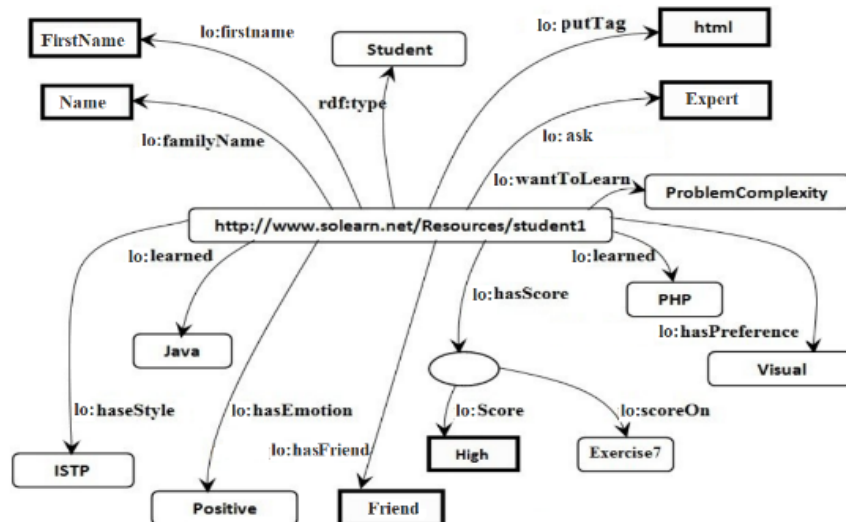 lo:putTag
html
FirstName
lo:firstname
Student
Name
rdf:type
Expert
lo:familyName
lo:ask
lo:wantToLearn
ProblemComplexity
http://www.solearn.net/Resources/student1
lo:learned
lo:learned
lo:hasScore
PHP
lo:hasPreference
Java
Visual
lo:haseStyle
lo:hasEmotion
lo:Score
lo:scoreOn
lo:hasFriend
High
Exercise7
ISTP
Positive
Friend